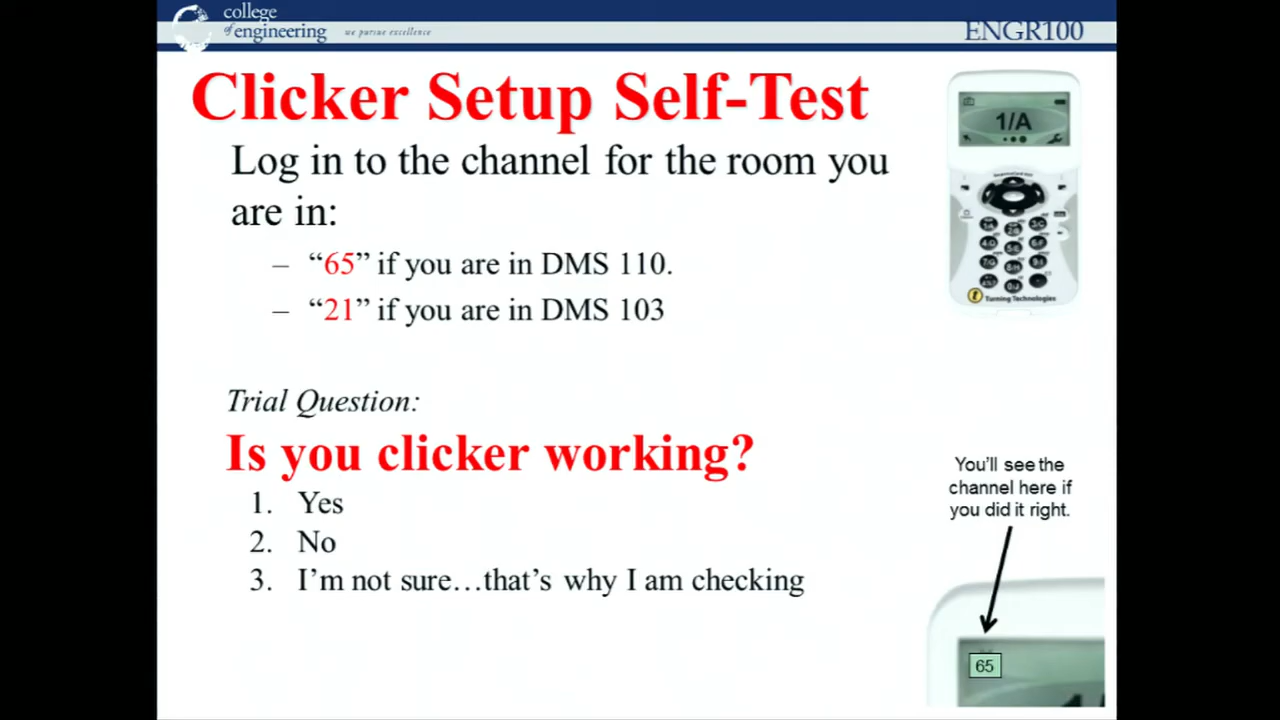 college
of engineering
we pursue excellence
ENGR100
Clicker Setup Self-Test
Log in to the channel for the room you
are in:
– “65” if you are in DMS 110.
– “21” if you are in DMS 103
1/A
Turning Technologies
Trial Question:
Is you clicker working?
1. Yes
2. No
3. I’m not sure…that’s why I am checking
You’ll see the
channel here if
you did it right.
65